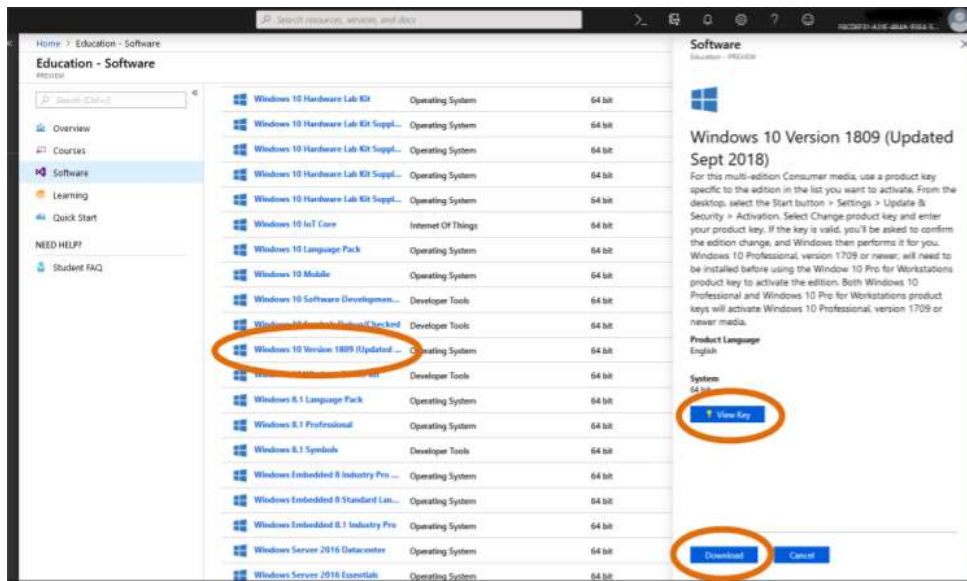 Search resources, services, and docs
Home > Education - Software
Education - Software
PREVIEW
Search (Ctrl+/)
Overview
Courses
Software
Learning
Quick Start
NEED HELP?
Student FAQ
Windows 10 Hardware Lab Kit Operating System 64 bit
Windows 10 Hardware Lab Kit Suppl... Operating System 64 bit
Windows 10 Hardware Lab Kit Suppl... Operating System 64 bit
Windows 10 Hardware Lab Kit Suppl... Operating System 64 bit
Windows 10 Hardware Lab Kit Suppl... Operating System 64 bit
Windows 10 IoT Core Internet Of Things 64 bit
Windows 10 Language Pack Operating System 64 bit
Windows 10 Mobile Operating System 64 bit
Windows 10 Software Developmen... Developer Tools 64 bit
Windows 10 Debug/Checked Developer Tools 64 bit
Windows 10 Version 1809 (Updated ... Operating System 64 bit
Developer Tools 64 bit
Windows 8.1 Language Pack Operating System 64 bit
Windows 8.1 Professional Operating System 64 bit
Windows 8.1 Symbols Developer Tools 64 bit
Windows Embedded 8 Industry Pro ... Operating System 64 bit
Windows Embedded 8 Standard Lan... Operating System 64 bit
Windows Embedded 8.1 Industry Pro Operating System 64 bit
Windows Server 2016 Datacenter Operating System 64 bit
Windows Server 2016 Essentials Operating System 64 bit
Software
Education - PREVIEW
Windows 10 Version 1809 (Updated
Sept 2018)
For this multi-edition Consumer media, use a product key
specific to the edition in the list you want to activate. From the
desktop, select the Start button > Settings > Update &
Security > Activation. Select Change product key and enter
your product key. If the key is valid, you'll be asked to confirm
the edition change, and Windows then performs it for you.
Windows 10 Professional, version 1709 or newer, will need to
be installed before using the Window 10 Pro for Workstations
product key to activate the edition. Both Windows 10
Professional and Windows 10 Pro for Workstations product
keys will activate Windows 10 Professional, version 1709 or
newer media.
Product Language
English
System
64 bit
View Key
Download Cancel